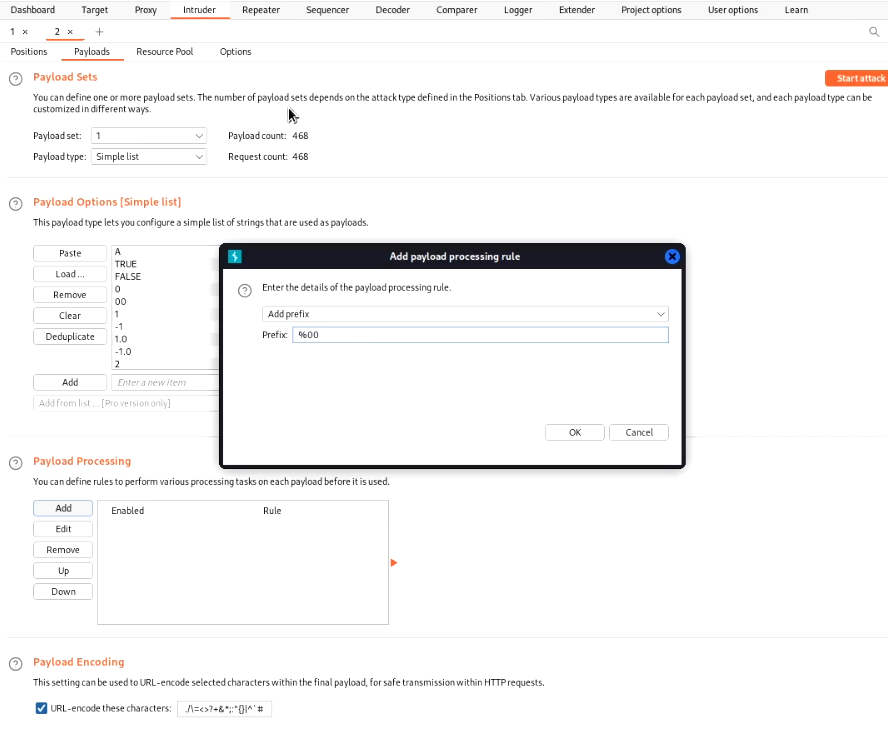 Dashboard Target Proxy Intruder Repeater Sequencer Decoder Comparer Logger Extender Project options User options Learn
1 × 2 × +
Positions Payloads Resource Pool Options
? Payload Sets Start attack
You can define one or more payload sets. The number of payload sets depends on the attack type defined in the Positions tab. Various payload types are available for each payload set, and each payload type can be
customized in different ways.
Payload set: 1 Payload count: 468
Payload type: Simple list Request count: 468
? Payload Options [Simple list]
This payload type lets you configure a simple list of strings that are used as payloads.
Paste
Load ...
Remove
Clear
Deduplicate
A
TRUE
FALSE
0
00
1
-1
1.0
-1.0
2
Add Enter a new item
Add from list ... [Pro version only]
Add payload processing rule
? Enter the details of the payload processing rule.
Add prefix
Prefix: %00
OK Cancel
? Payload Processing
You can define rules to perform various processing tasks on each payload before it is used.
Add
Edit
Remove
Up
Down
Enabled Rule
? Payload Encoding
This setting can be used to URL-encode selected characters within the final payload, for safe transmission within HTTP requests.
URL-encode these characters: ./\=<>?+&*;:"{}|^`#